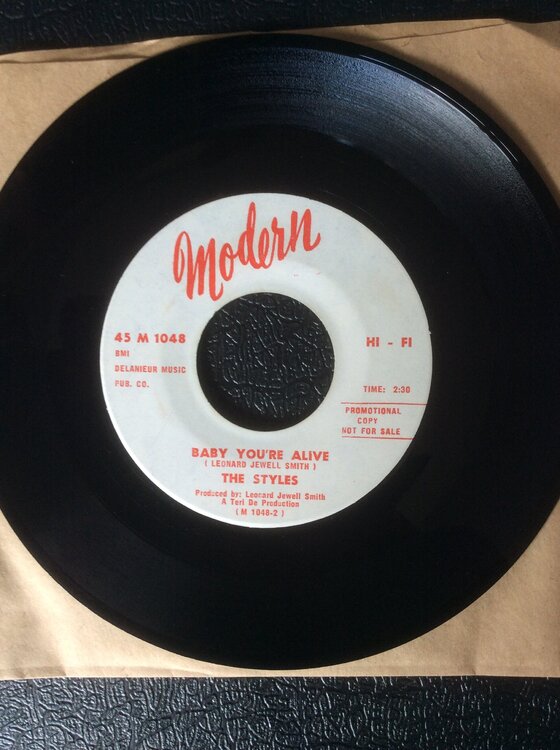 Modern
45 M 1048
HI - FI
BMI
DELANIEUR MUSIC
PUB. CO.
TIME: 2:30
PROMOTIONAL
COPY
NOT FOR SALE
BABY YOU'RE ALIVE
( LEONARD JEWELL SMITH )
THE STYLES
Produced by: Leonard Jewell Smith
A Teri De Production
( M 1048-2 )